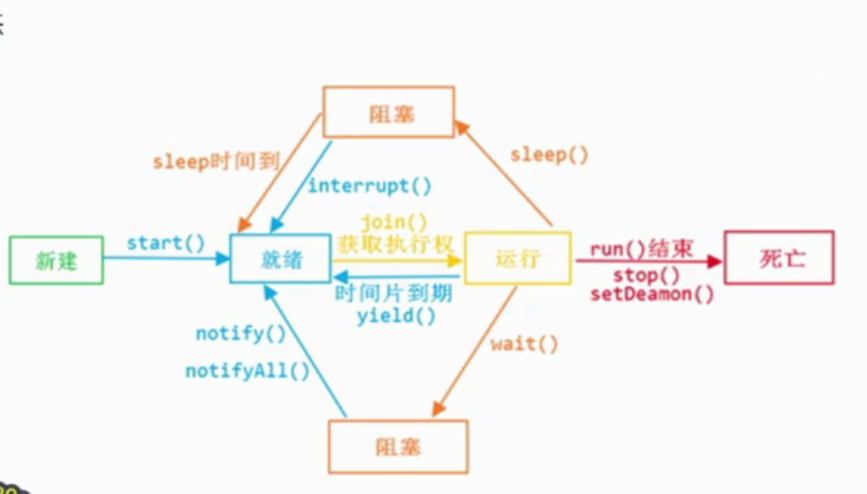 阻塞
sleep时间到
sleep()
interrupt()
新建
start()
就绪
join()
获取执行权
时间片到期
yield()
运行
run()结束
stop()
setDeamon()
死亡
notify()
notifyAll()
wait()
阻塞